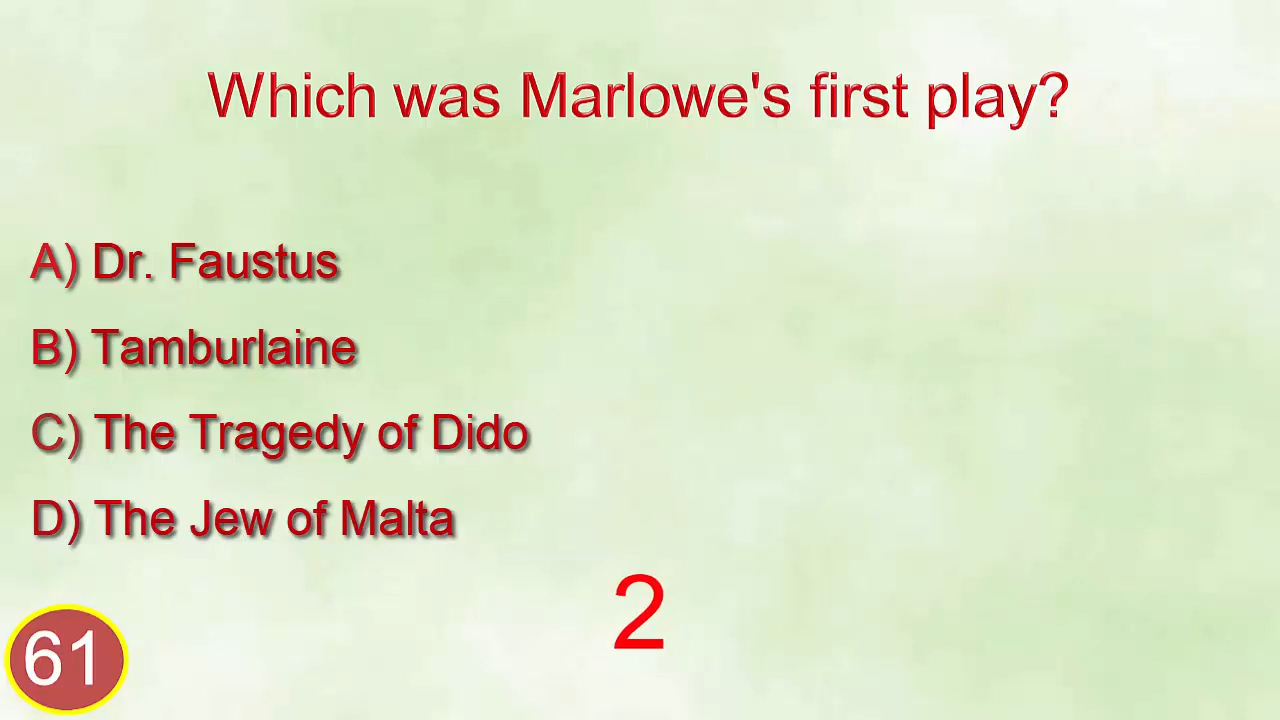 Which was Marlowe's first play?
A) Dr. Faustus
B) Tamburlaine
C) The Tragedy of Dido
D) The Jew of Malta
2
61